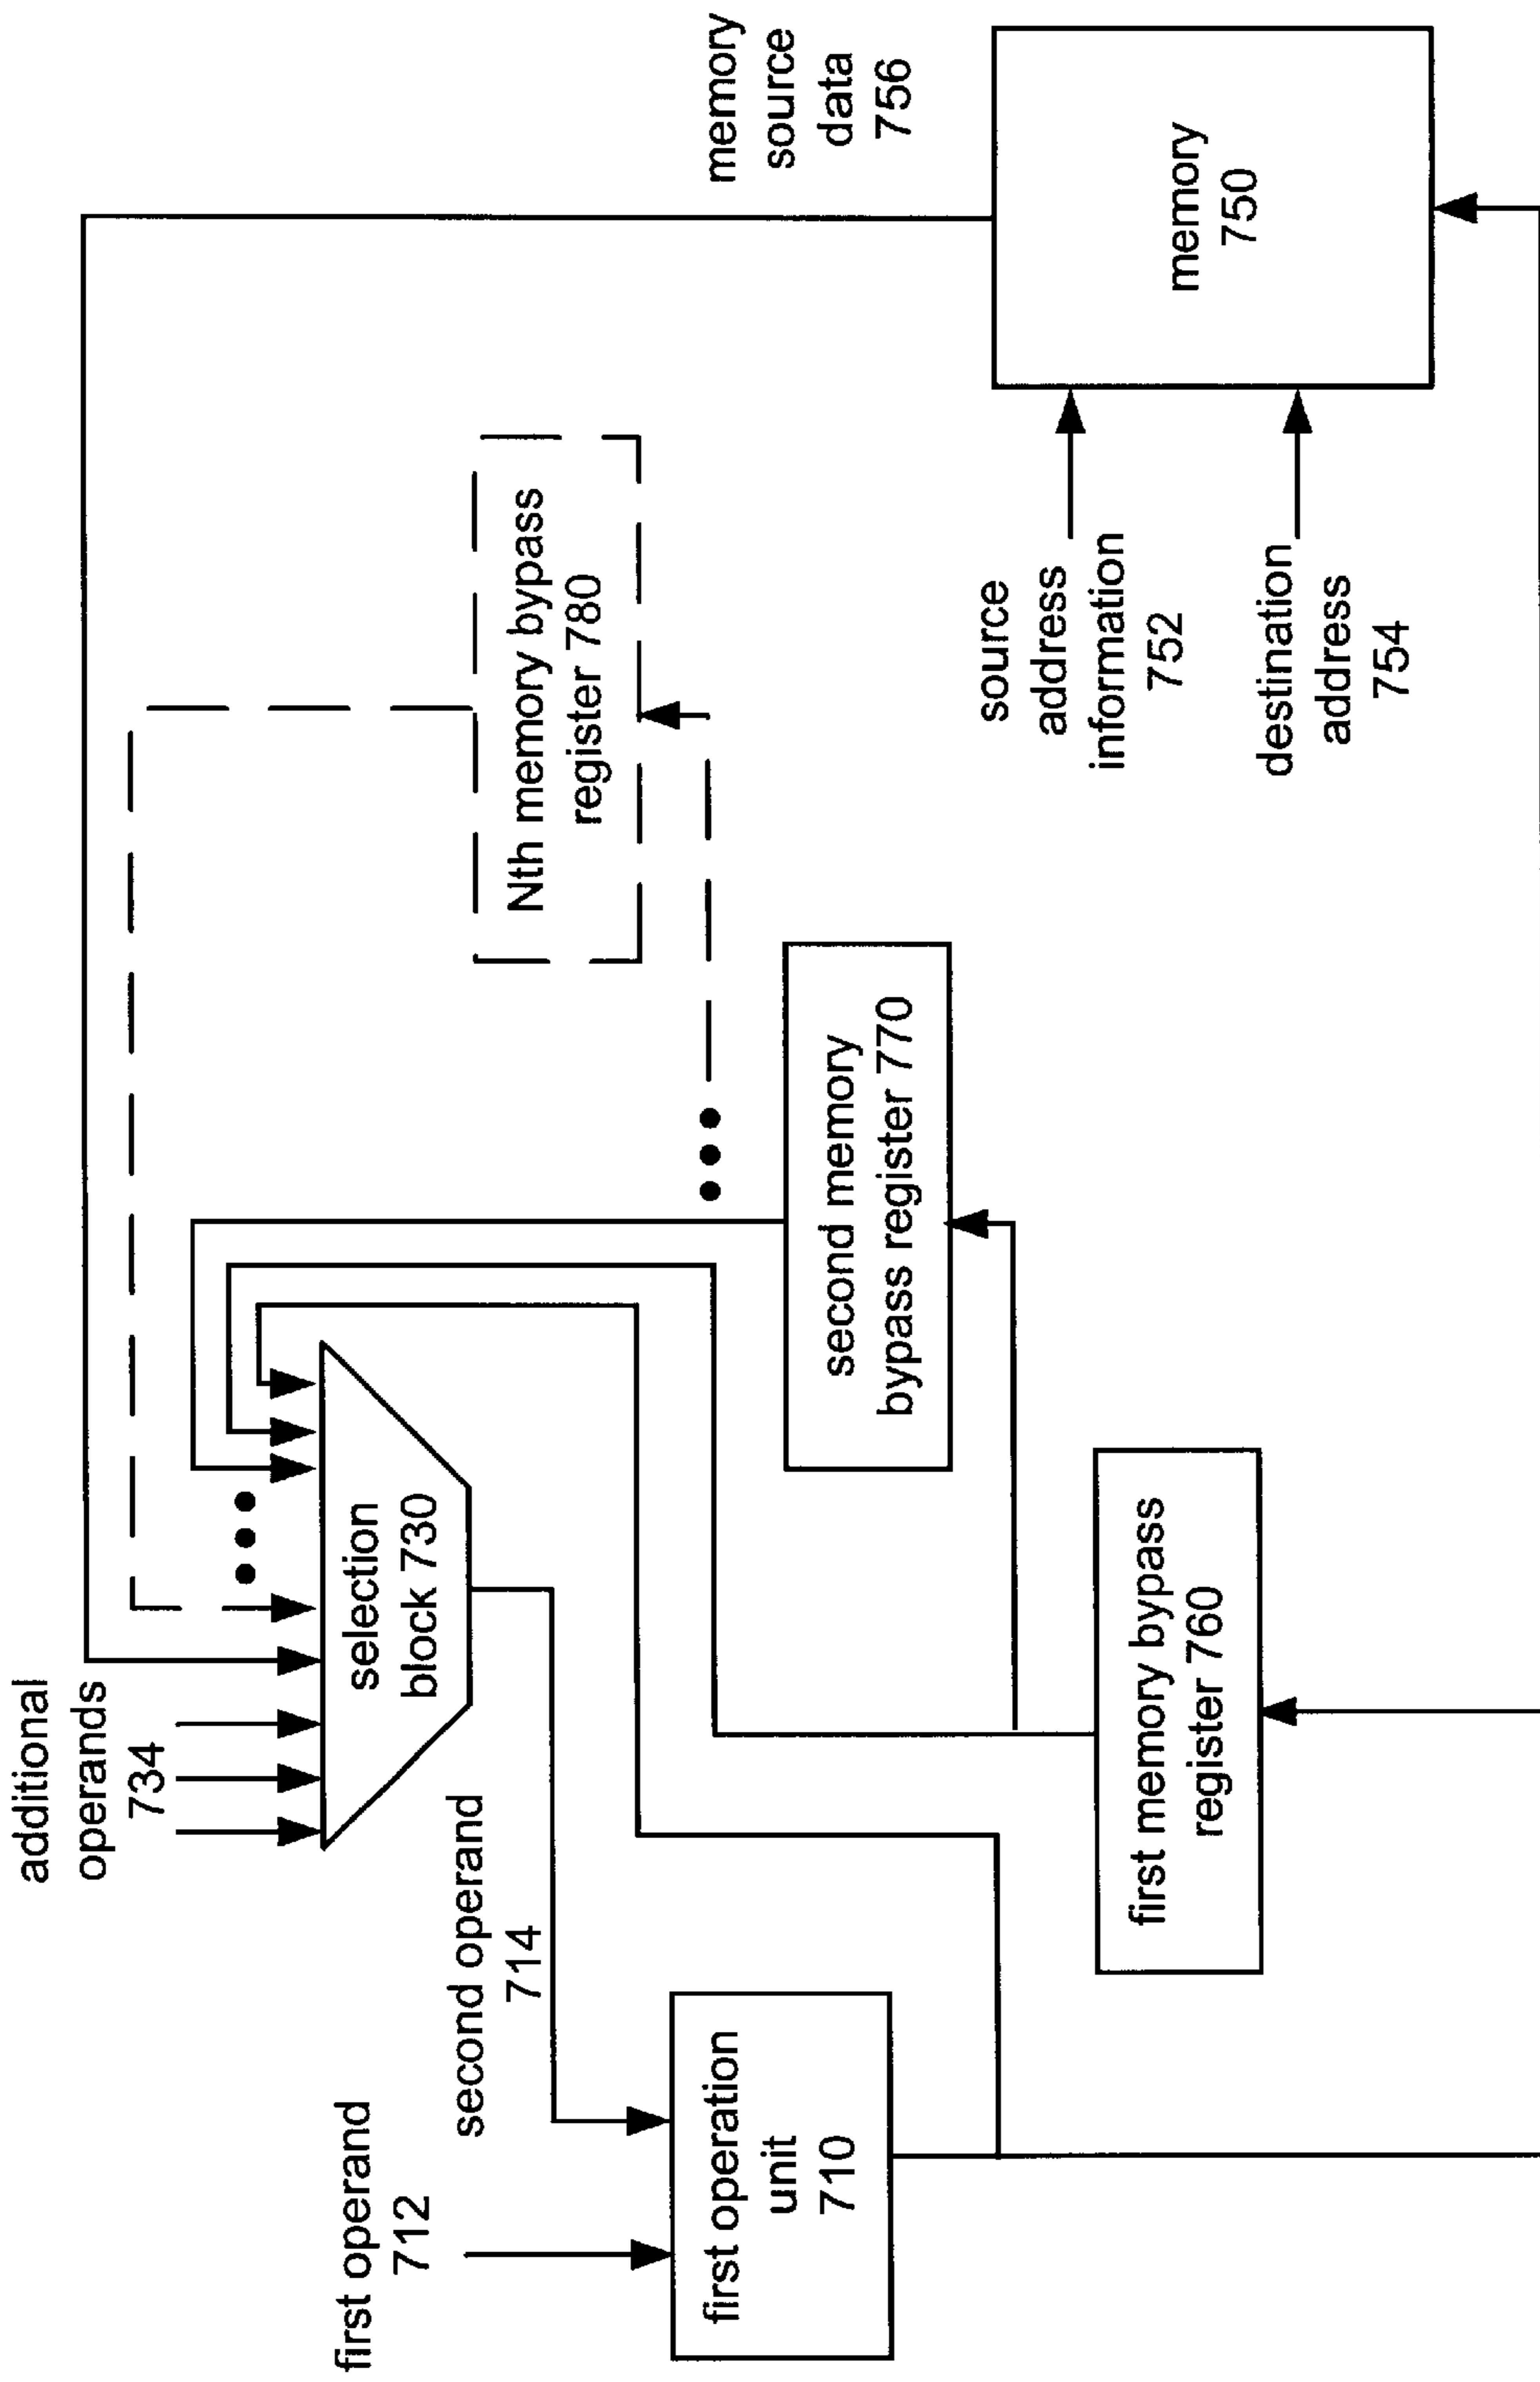 additional
operands
734
first operand
712
second operand
714
selection
block 730
Nth memory bypass
register 780
memory
source
data
756
first operation
unit
710
second memory
bypass register 770
source
address
information
752
memory
750
first memory bypass
register 760
destination
address
754